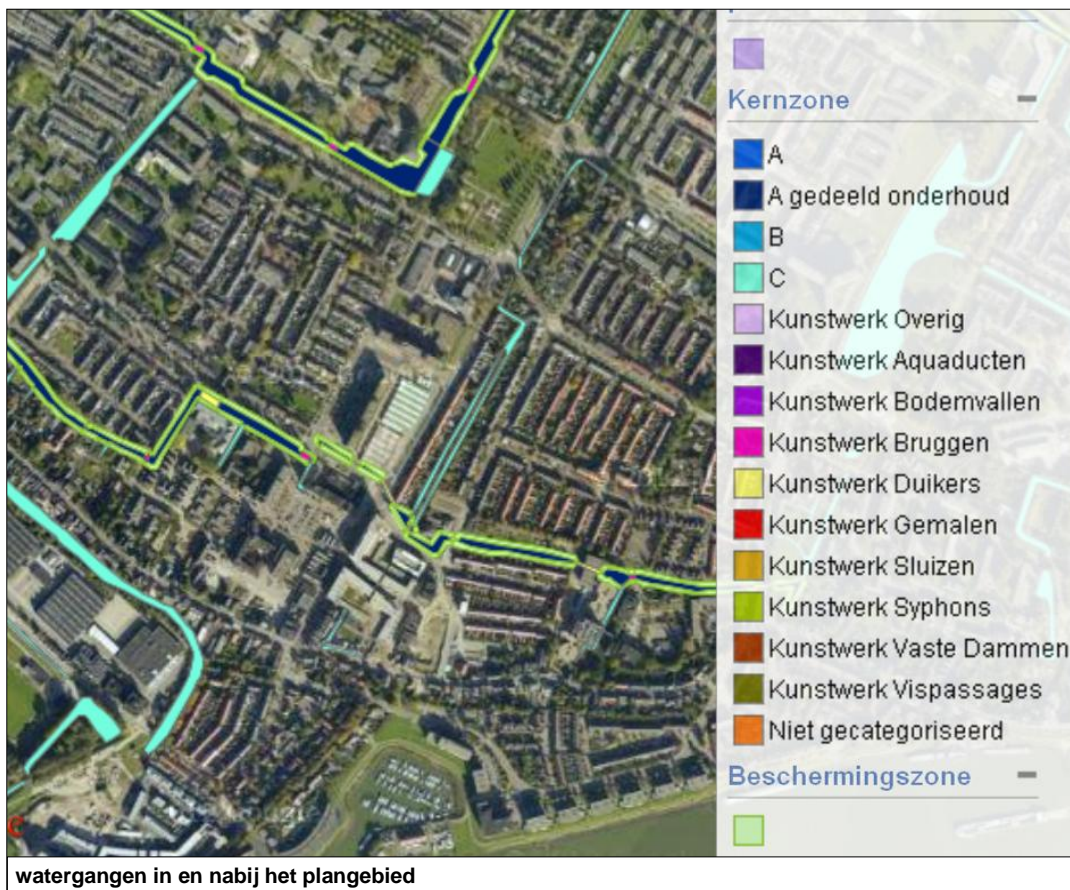 Kernzone
A
A gedeeld onderhoud
B
C
Kunstwerk Overig
Kunstwerk Aquaducten
Kunstwerk Bodemvallen
Kunstwerk Bruggen
Kunstwerk Duikers
Kunstwerk Gemalen
Kunstwerk Sluizen
Kunstwerk Syphons
Kunstwerk Vaste Dammen
Kunstwerk Vispassages
Niet gecategoriseerd
Beschermingszone
e
watergangen in en nabij het plangebied